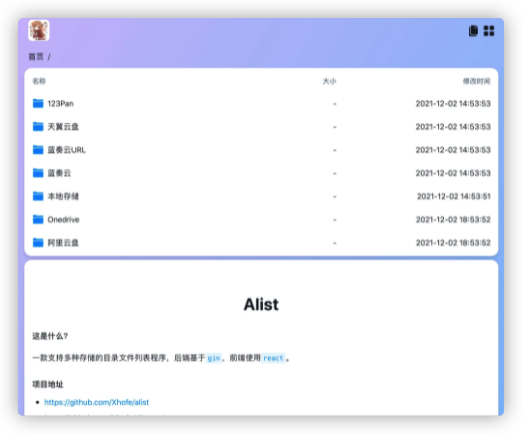 首页 /
名称 大小 修改时间
123Pan - 2021-12-02 14:53:53
天翼云盘 - 2021-12-02 14:53:53
蓝奏云URL - 2021-12-02 14:53:53
蓝奏云 - 2021-12-02 14:53:53
本地存储 - 2021-12-02 14:53:51
Onedrive - 2021-12-02 18:53:52
阿里云盘 - 2021-12-02 18:53:52
Alist
这是什么？
一款支持多种存储的目录文件列表程序，后端基于 gin，前端使用 react。
项目地址
• https://github.com/Xhofe/alist